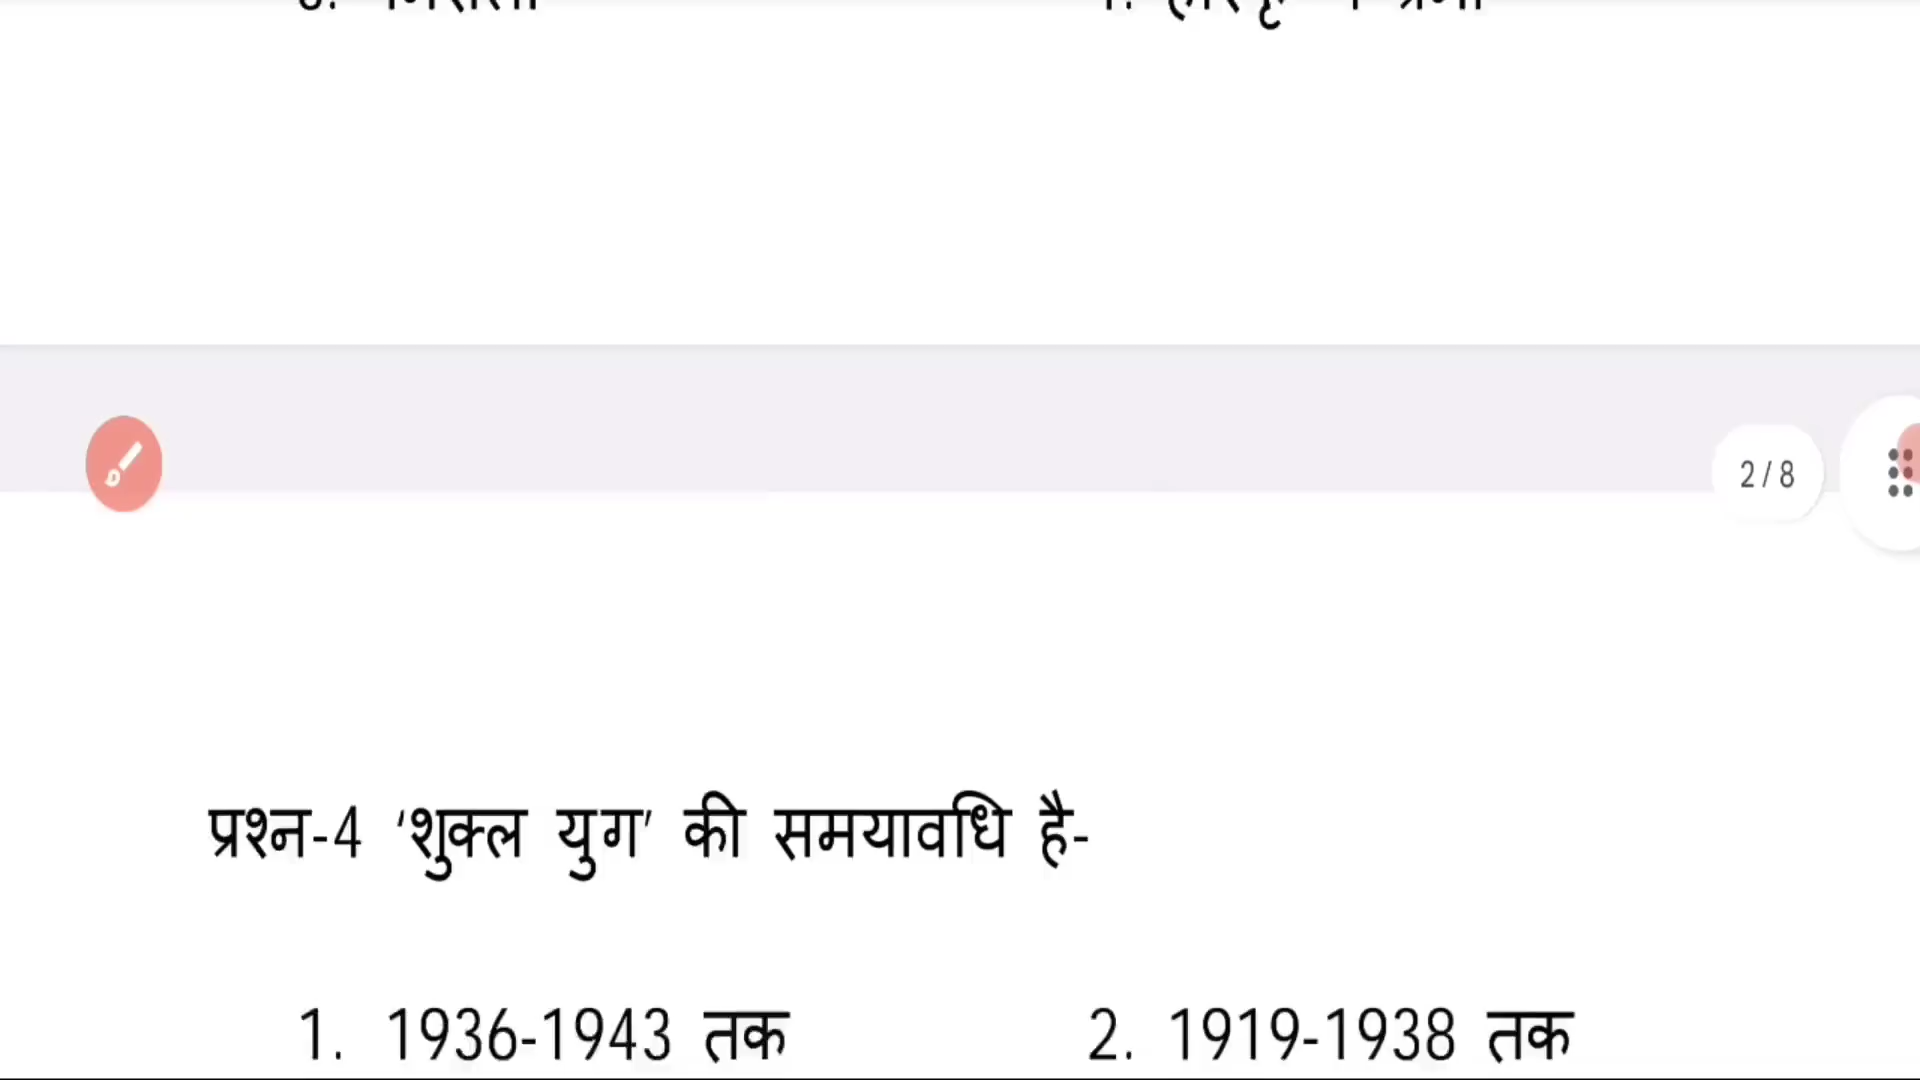 2/8
प्रश्न-4 ‘शुक्ल युग’ की समयावधि है-
1. 1936-1943 तक 2. 1919-1938 तक